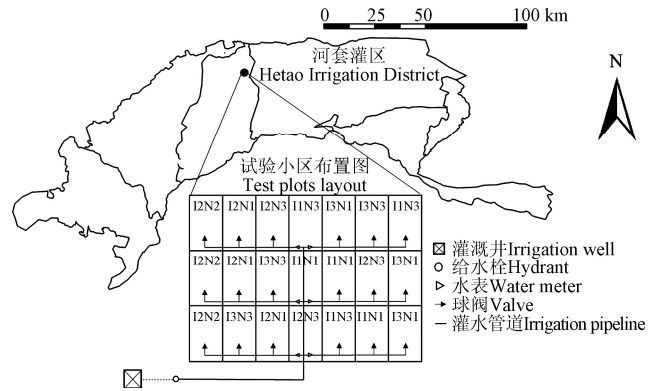 0 25 50 100 km
河套灌区
Hetao Irrigation District
N
试验小区布置图
Test plots layout
I2N2 I2N1 I2N3 I1N3 I3N1 I3N3 I1N3
I2N2 I2N1 I3N3 I1N1 I1N3 I2N1 I3N1
I2N2 I3N3 I2N1 I2N3 I1N3 I1N1 I3N1
灌溉井Irrigation well
给水栓Hydrant
水表Water meter
球阀Valve
灌水管道Irrigation pipeline